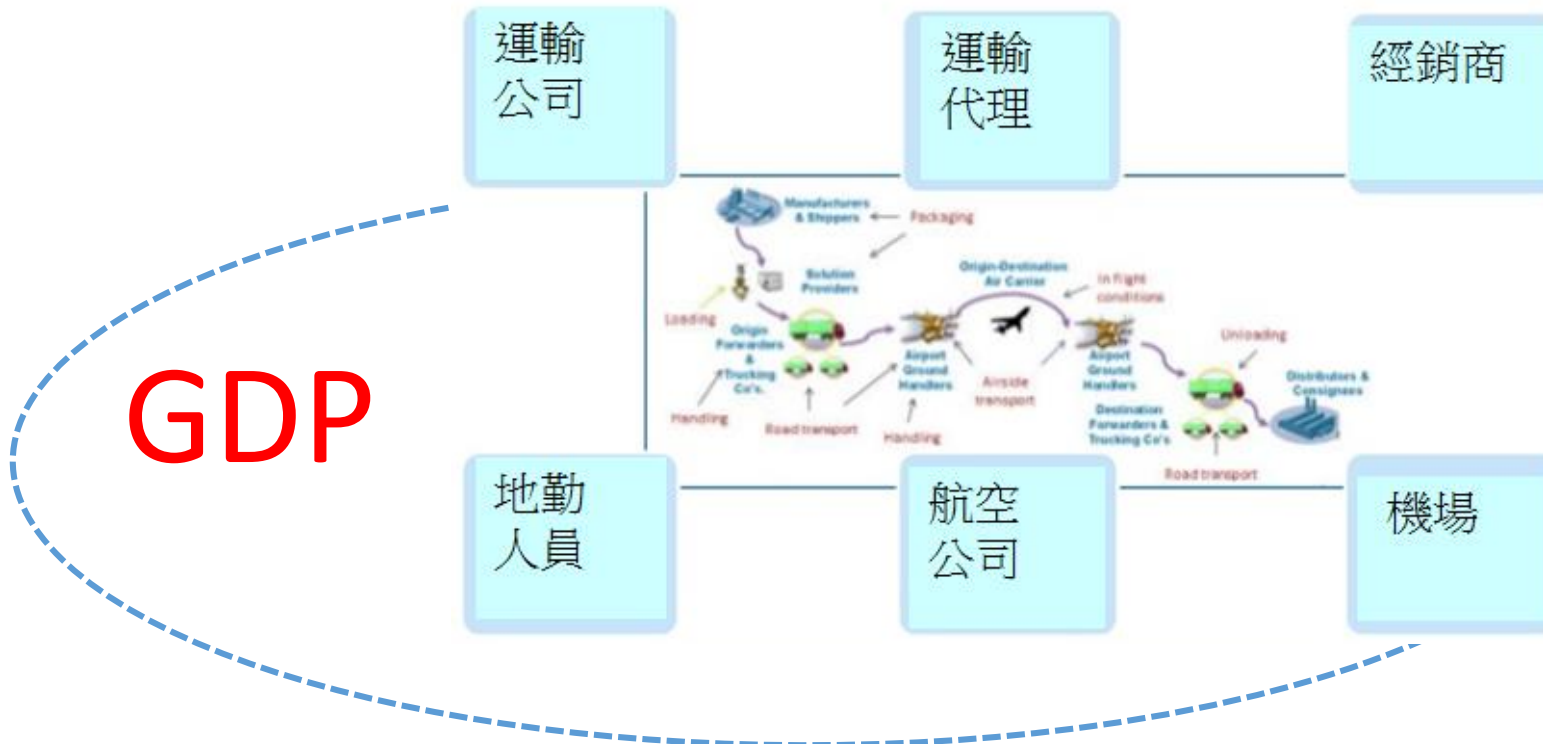 運輸
公司
運輸
代理
經銷商
Manufacturers
& Shippers
Packaging
Solution
Providers
Origin-Destination
Air Carrier
In flight
conditions
Loading
Origin
Forwarders
&
Trucking
Co's.
Airport
Ground
Handlers
Airside
transport
Airport
Ground
Handlers
Unloading
Distributors &
Consignees
Handling
Road transport
Handling
Destination
Forwarders &
Trucking Co's
Road transport
GDP
地勤
人員
航空
公司
機場